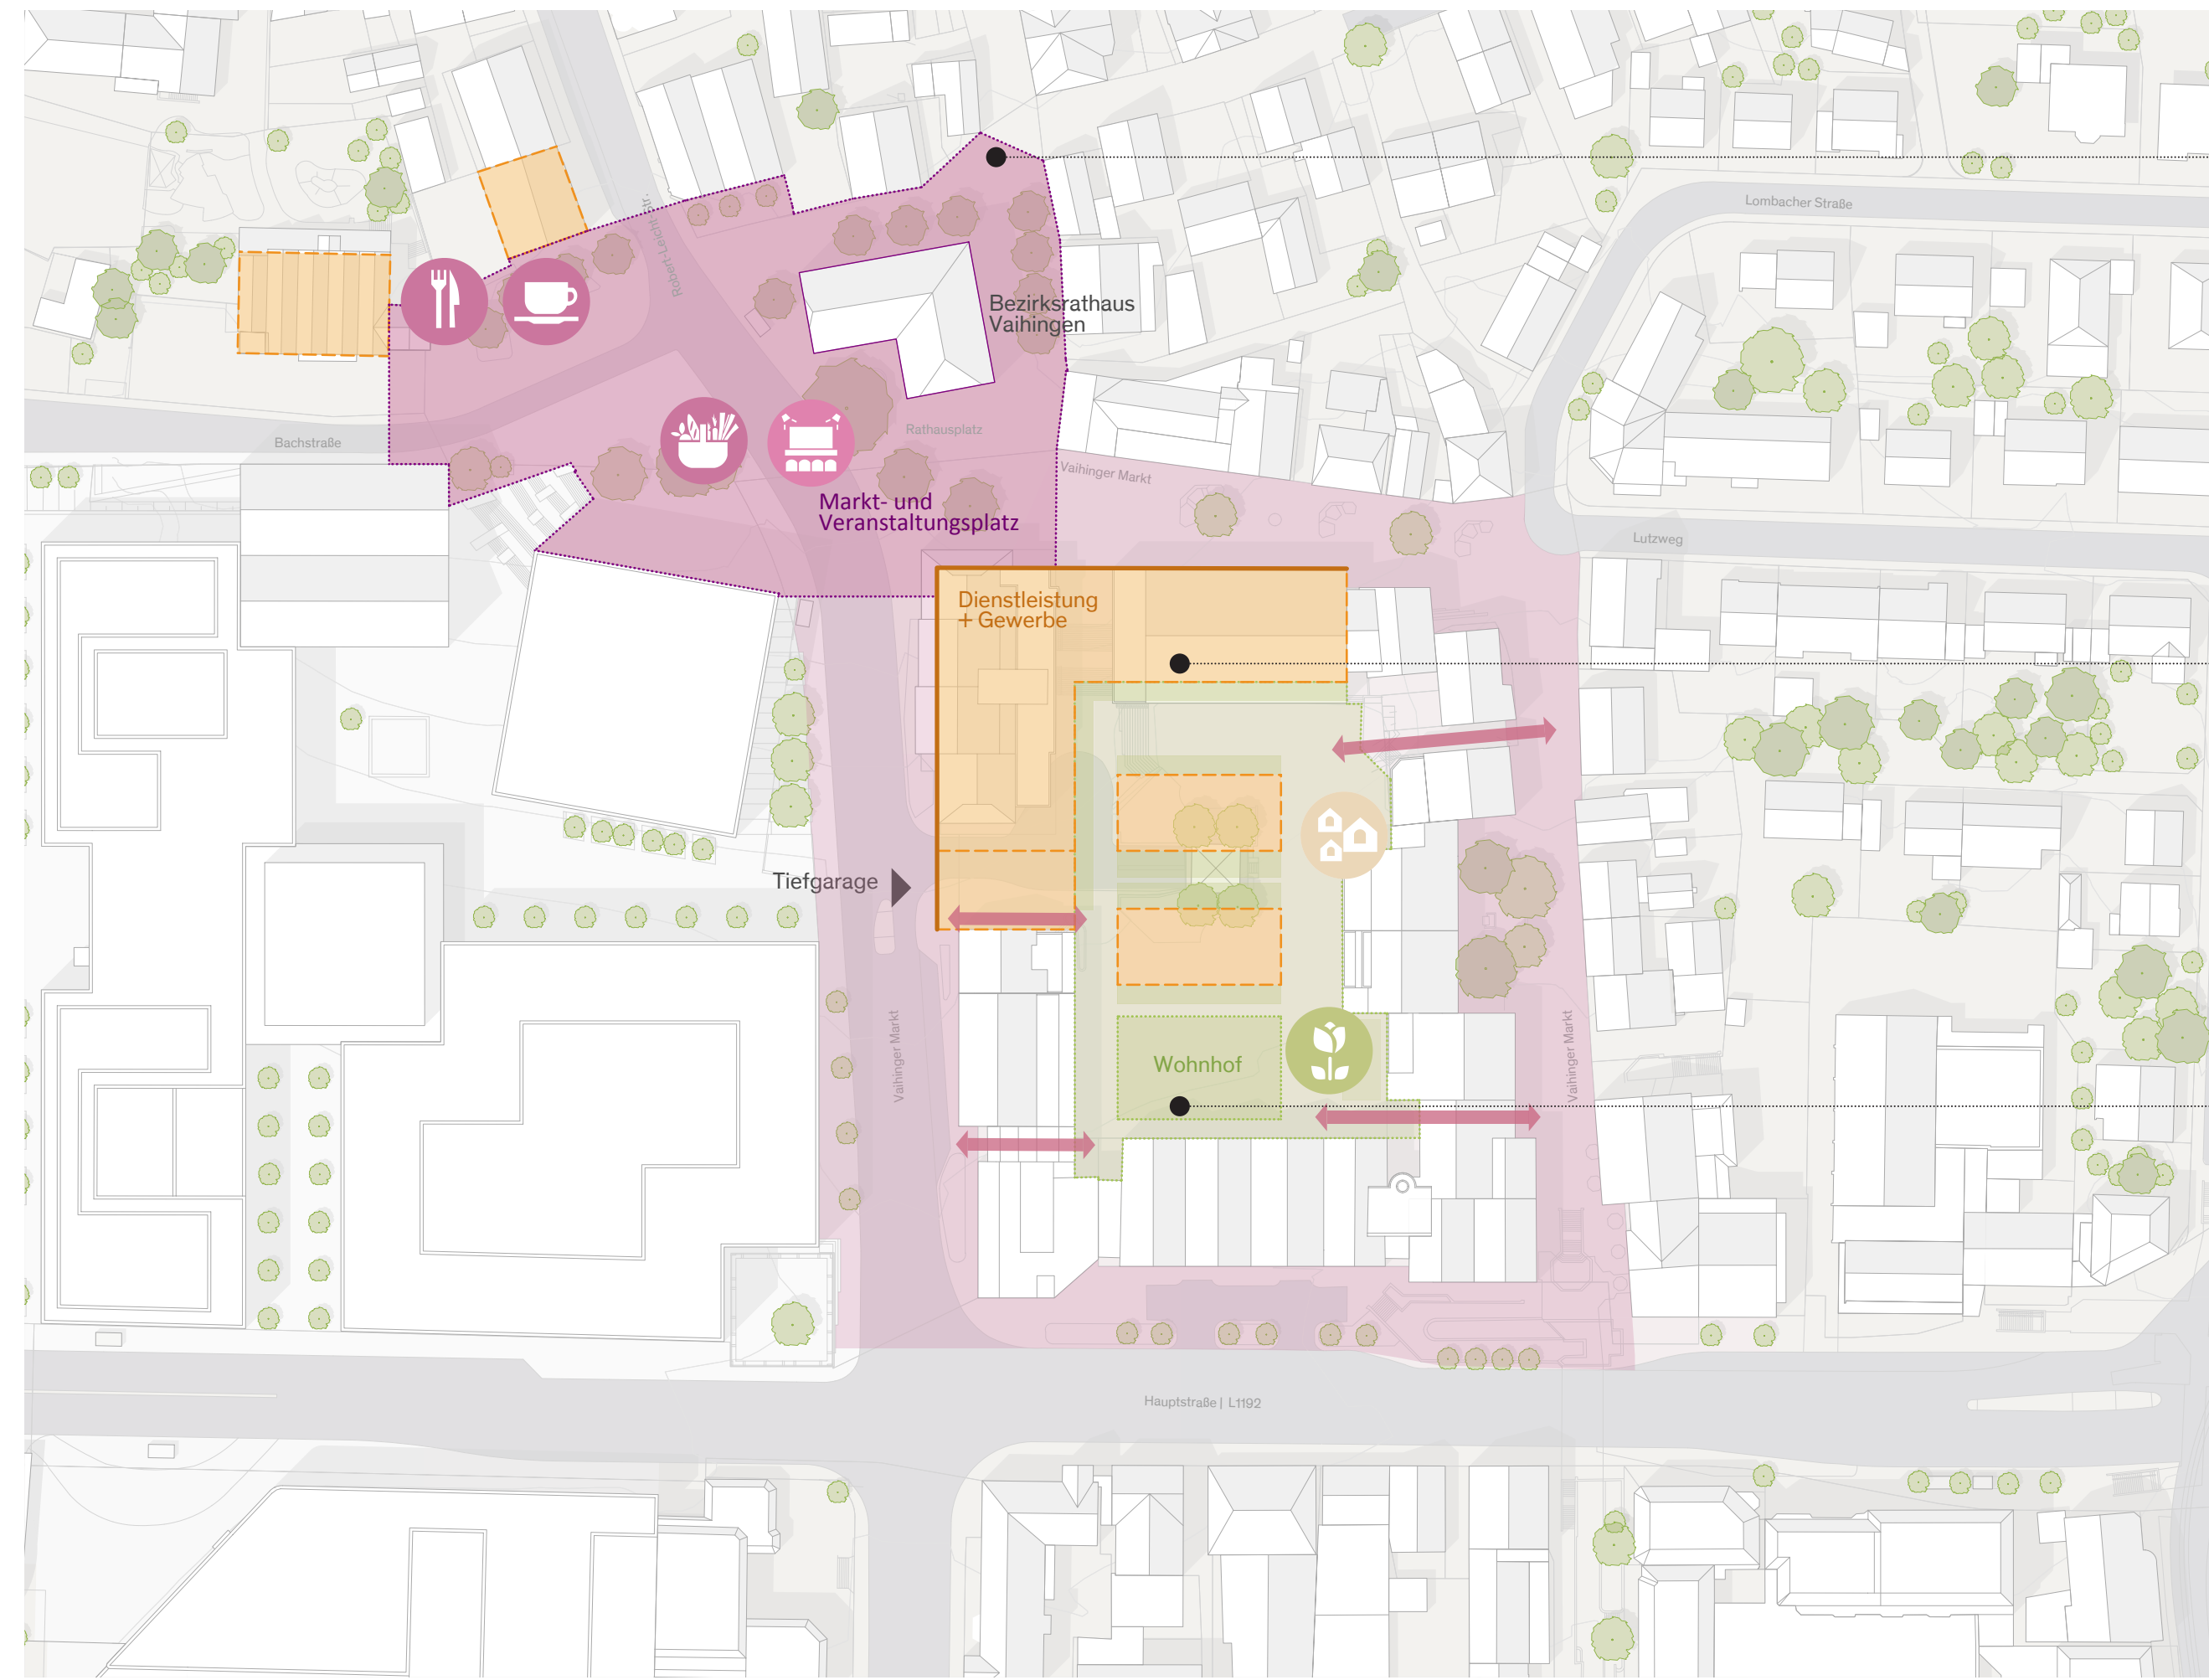 Robert-Leicht-Str.
Lombacher Straße
Bezirksrathaus
Vaihingen
Bachstraße
Rathausplatz
Vaihinger Markt
Markt- und
Veranstaltungsplatz
Lutzweg
Dienstleistung
+ Gewerbe
Tiefgarage
Vaihinger Markt
Wohnhof
Vaihinger Markt
Hauptstraße | L1192